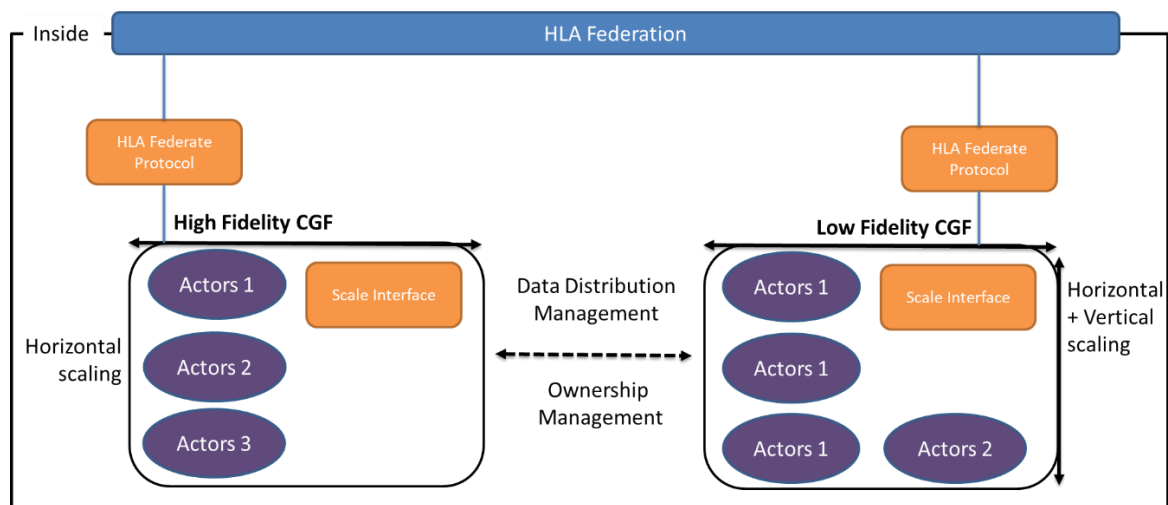 Inside
HLA Federation
HLA Federate
Protocol
HLA Federate
Protocol
High Fidelity CGF
Low Fidelity CGF
Actors 1
Scale Interface
Actors 2
Actors 3
Horizontal
scaling
Data Distribution
Management
Ownership
Management
Actors 1
Scale Interface
Actors 1
Actors 1
Actors 2
Horizontal
+ Vertical
scaling